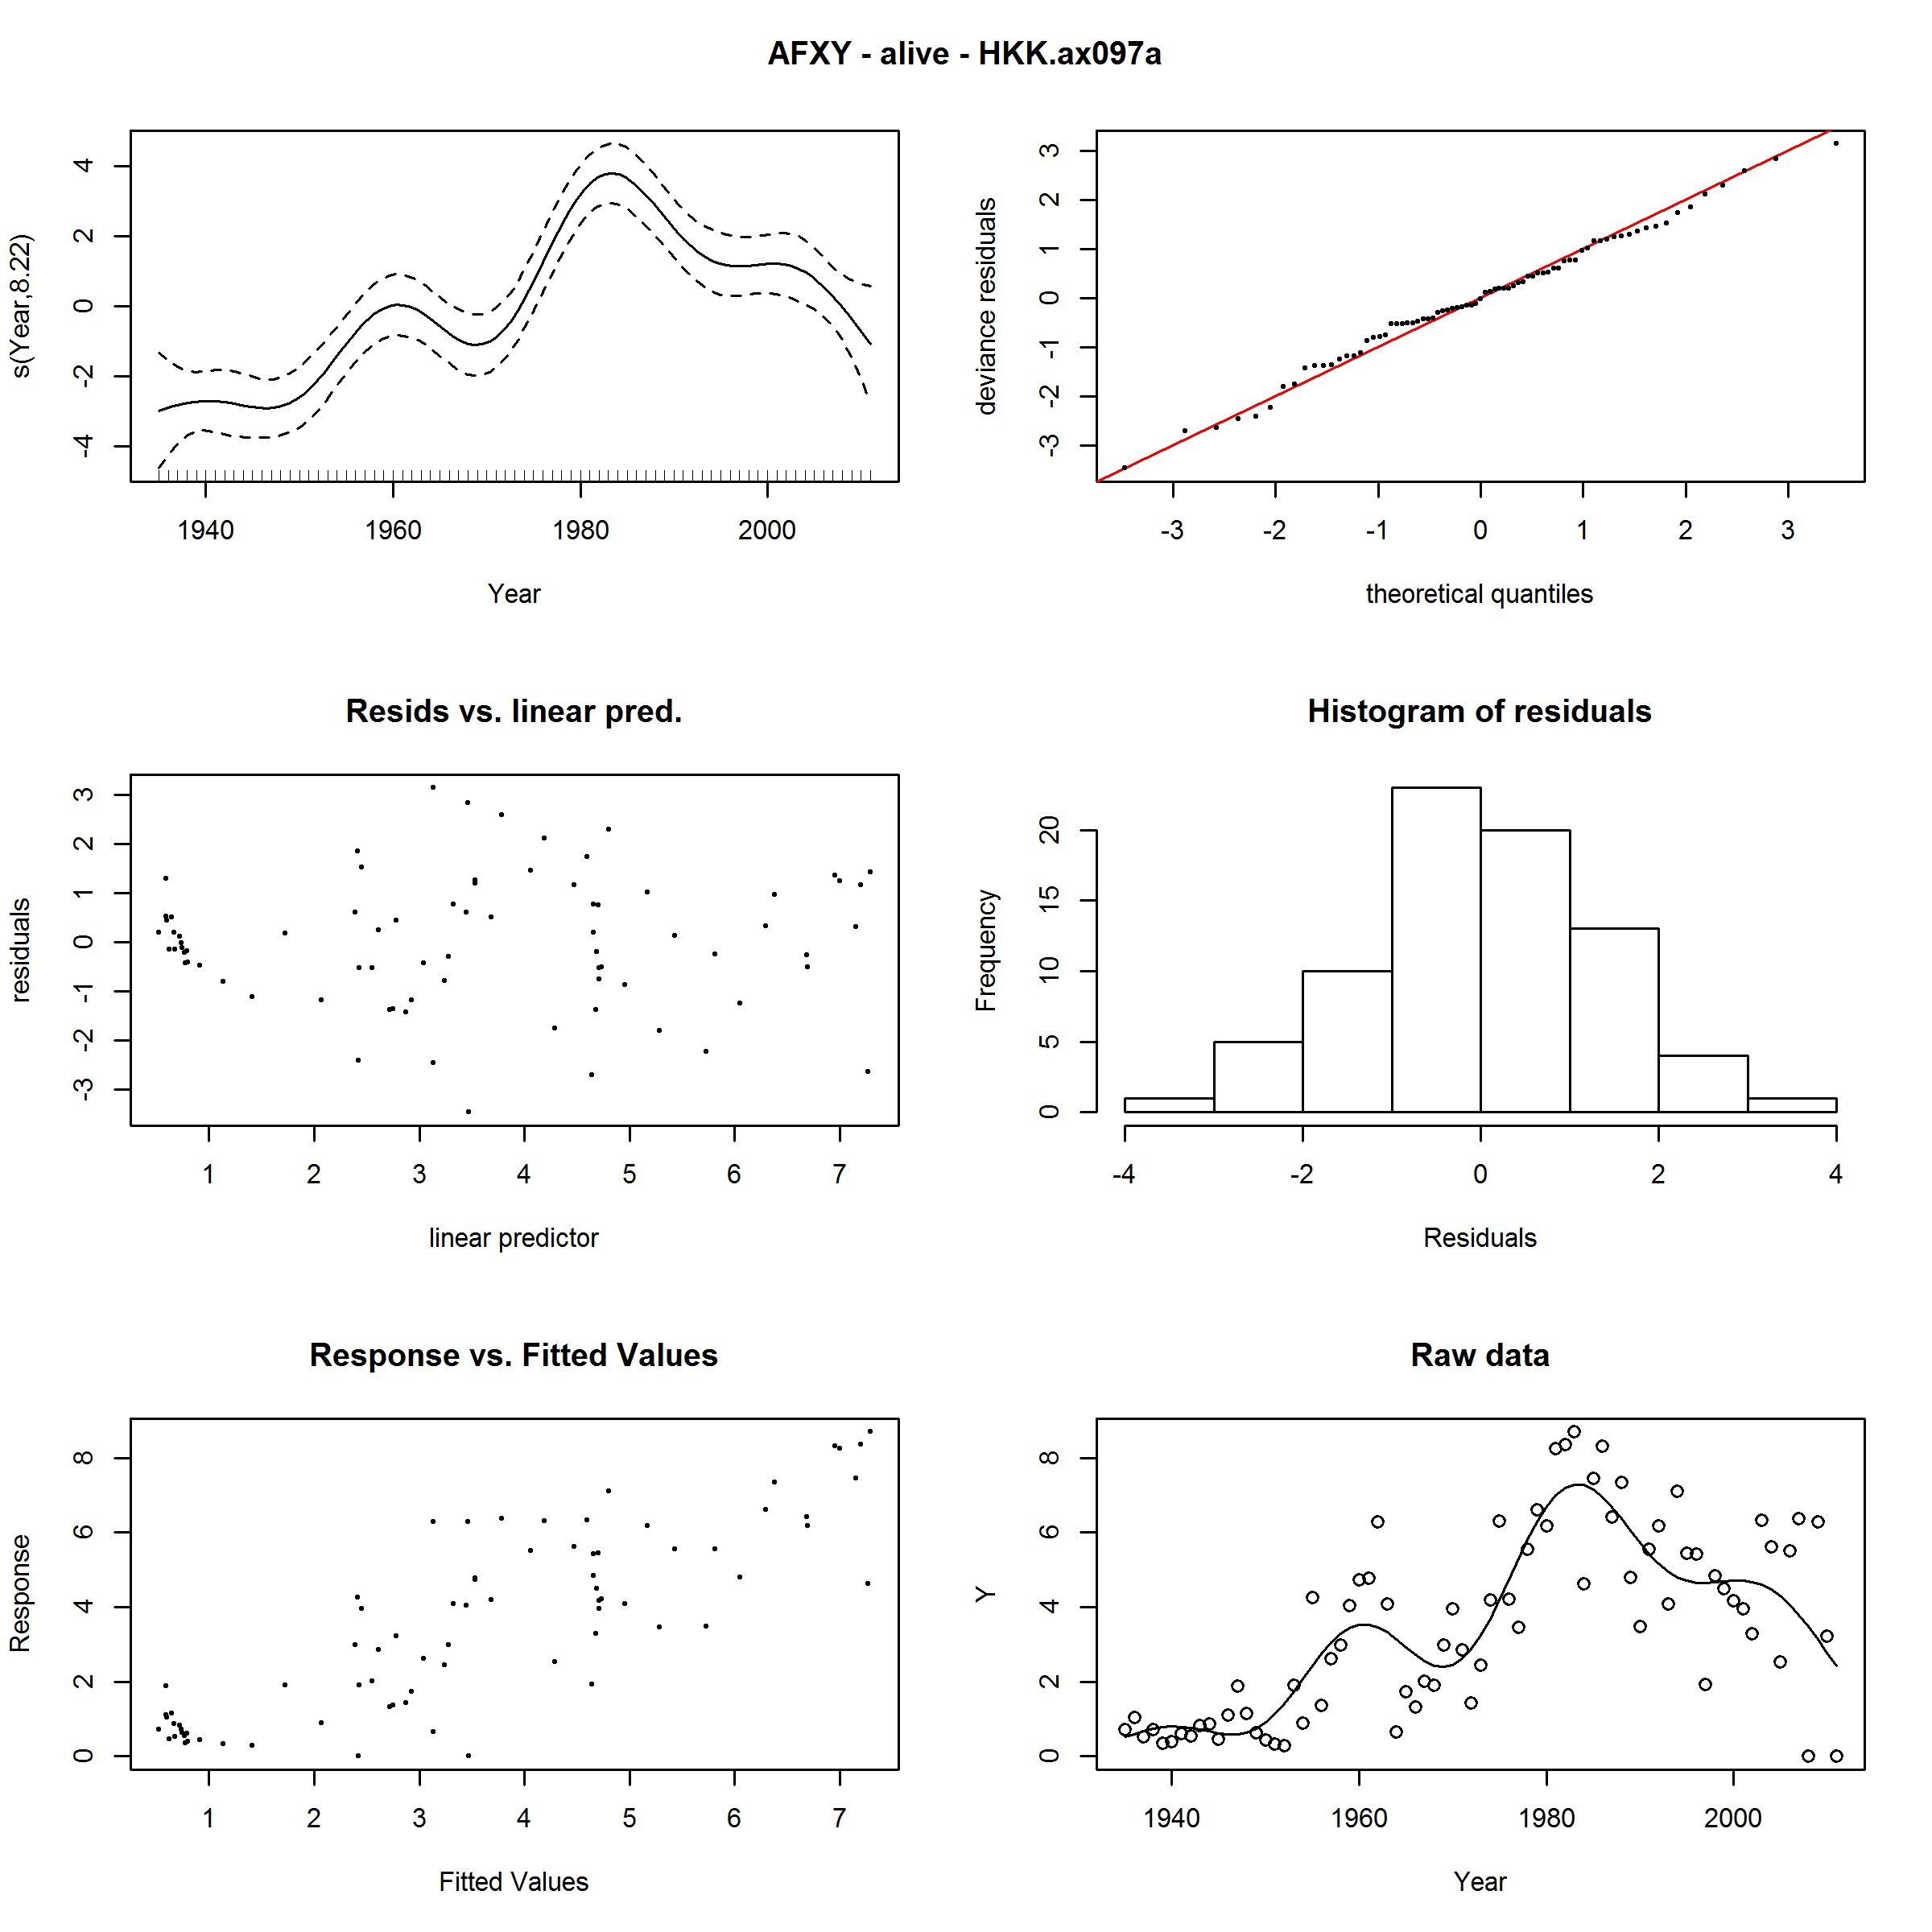 AFXY - alive - HKK.ax097a
s(Year,8.22)
4
2
0
-2
-4
1940 1960 1980 2000
Year
deviance residuals
3
2
1
0
-1
-2
-3
-3 -2 -1 0 1 2 3
theoretical quantiles
Resids vs. linear pred.
residuals
3
2
1
0
-1
-2
-3
1 2 3 4 5 6 7
linear predictor
Histogram of residuals
Frequency
20
15
10
5
0
-4 -2 0 2 4
Residuals
Response vs. Fitted Values
Response
8
6
4
2
0
1 2 3 4 5 6 7
Fitted Values
Raw data
Y
8
6
4
2
0
1940 1960 1980 2000
Year